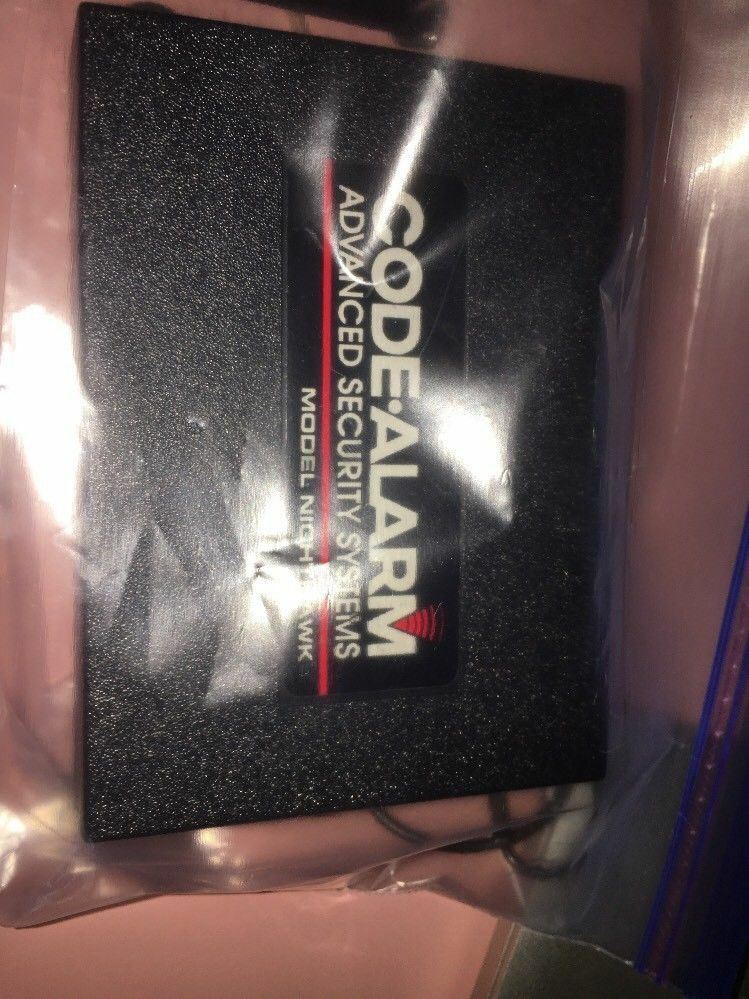 CODE•ALARM
ADVANCED SECURITY SYSTEMS
MODEL NIGHTHAWK